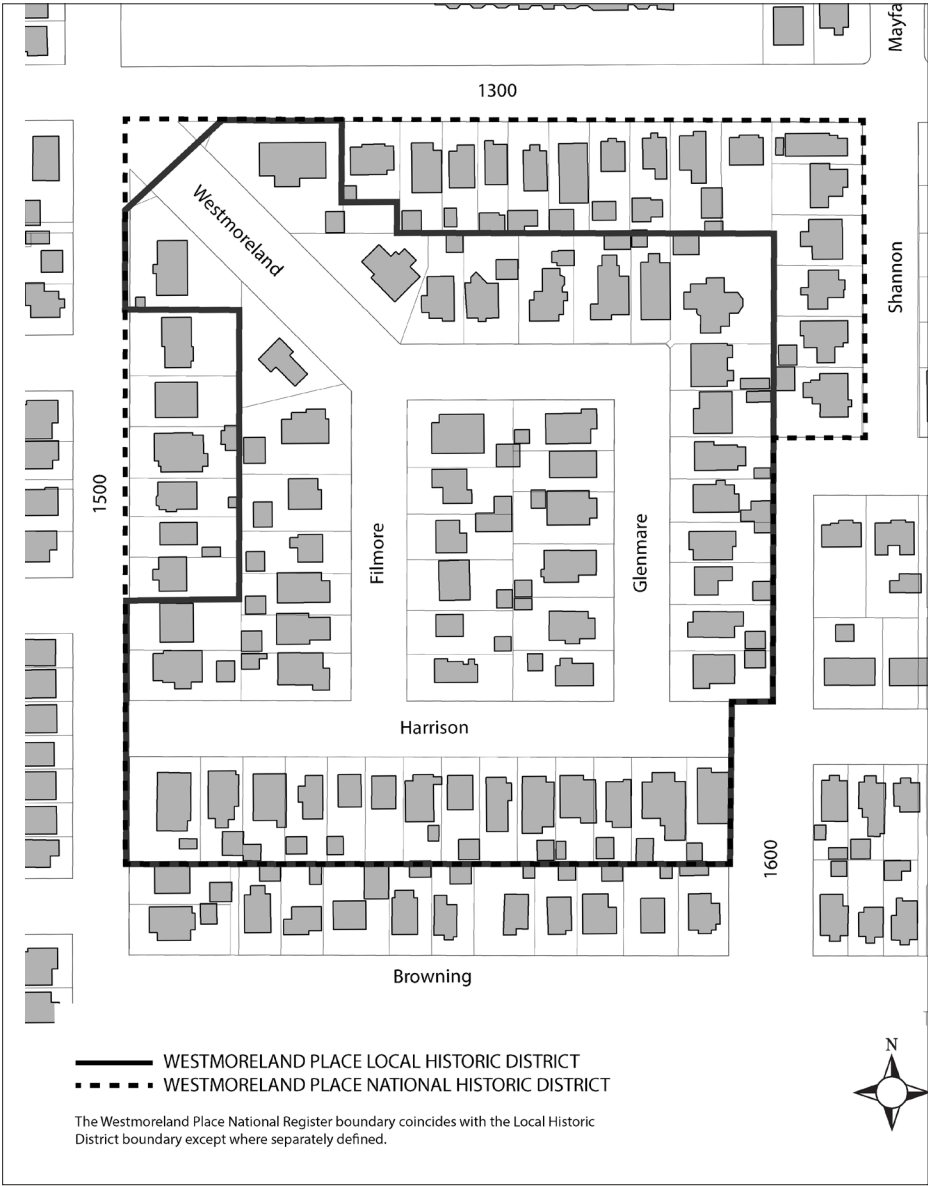 Mayfa
1300
Westmoreland
Shannon
1500
Filmore
Glenmare
Harrison
1600
Browning
WESTMORELAND PLACE LOCAL HISTORIC DISTRICT
WESTMORELAND PLACE NATIONAL HISTORIC DISTRICT
N
The Westmoreland Place National Register boundary coincides with the Local Historic
District boundary except where separately defined.